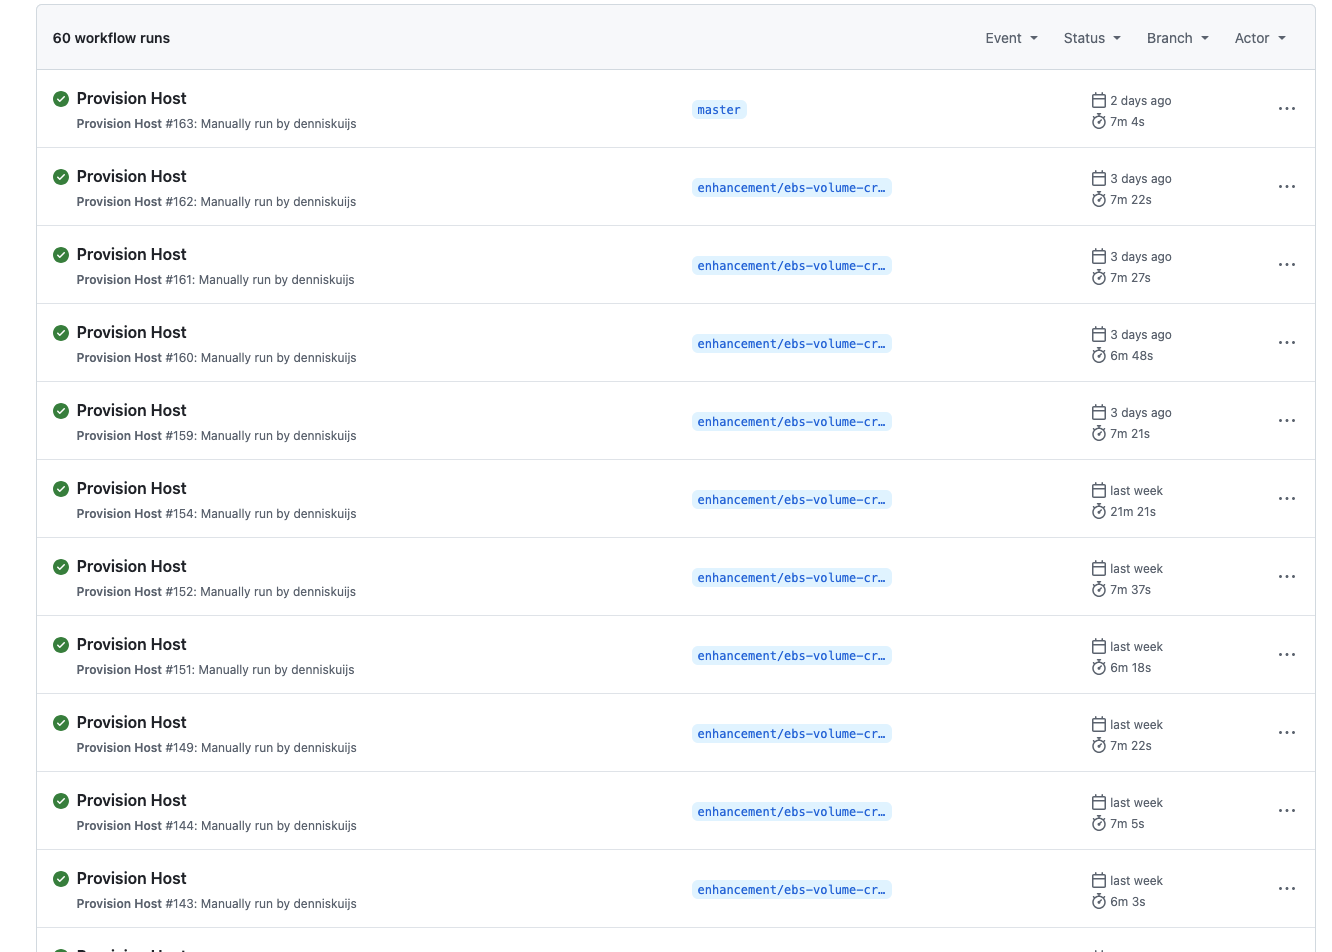 60 workflow runs
Event
Status
Branch
Actor
Provision Host
Provision Host #163: Manually run by denniskuijs
master
2 days ago
7m 4s
Provision Host
Provision Host #162: Manually run by denniskuijs
enhancement/ebs-volume-cr…
3 days ago
7m 22s
Provision Host
Provision Host #161: Manually run by denniskuijs
enhancement/ebs-volume-cr…
3 days ago
7m 27s
Provision Host
Provision Host #160: Manually run by denniskuijs
enhancement/ebs-volume-cr…
3 days ago
6m 48s
Provision Host
Provision Host #159: Manually run by denniskuijs
enhancement/ebs-volume-cr…
3 days ago
7m 21s
Provision Host
Provision Host #154: Manually run by denniskuijs
enhancement/ebs-volume-cr…
last week
21m 21s
Provision Host
Provision Host #152: Manually run by denniskuijs
enhancement/ebs-volume-cr…
last week
7m 37s
Provision Host
Provision Host #151: Manually run by denniskuijs
enhancement/ebs-volume-cr…
last week
6m 18s
Provision Host
Provision Host #149: Manually run by denniskuijs
enhancement/ebs-volume-cr…
last week
7m 22s
Provision Host
Provision Host #144: Manually run by denniskuijs
enhancement/ebs-volume-cr…
last week
7m 5s
Provision Host
Provision Host #143: Manually run by denniskuijs
enhancement/ebs-volume-cr…
last week
6m 3s